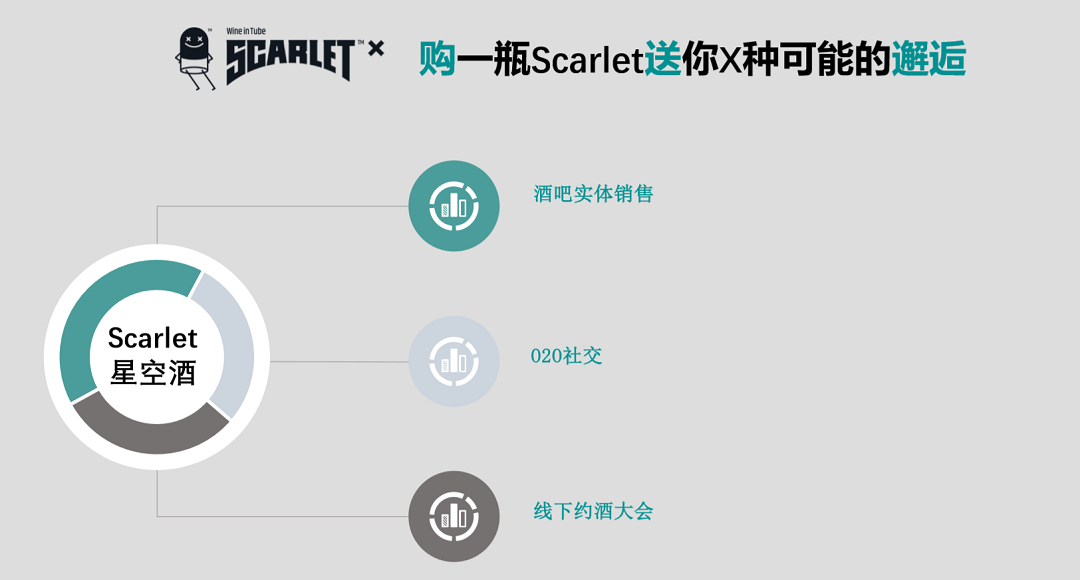 Wine in Tube
SCARLET™ ×
购一瓶Scarlet送你X种可能的邂逅
酒吧实体销售
Scarlet
星空酒
O2O社交
线下约酒大会